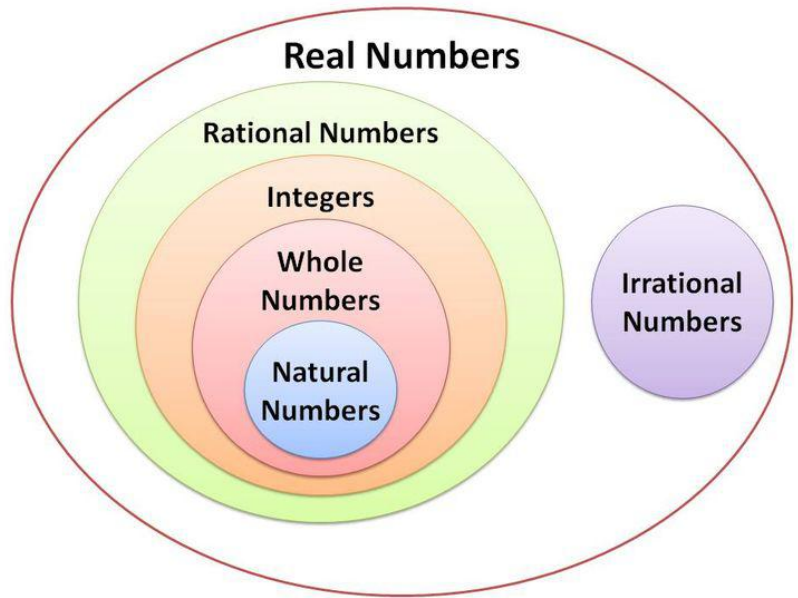 Real Numbers
Rational Numbers
Integers
Whole
Numbers
Natural
Numbers
Irrational
Numbers